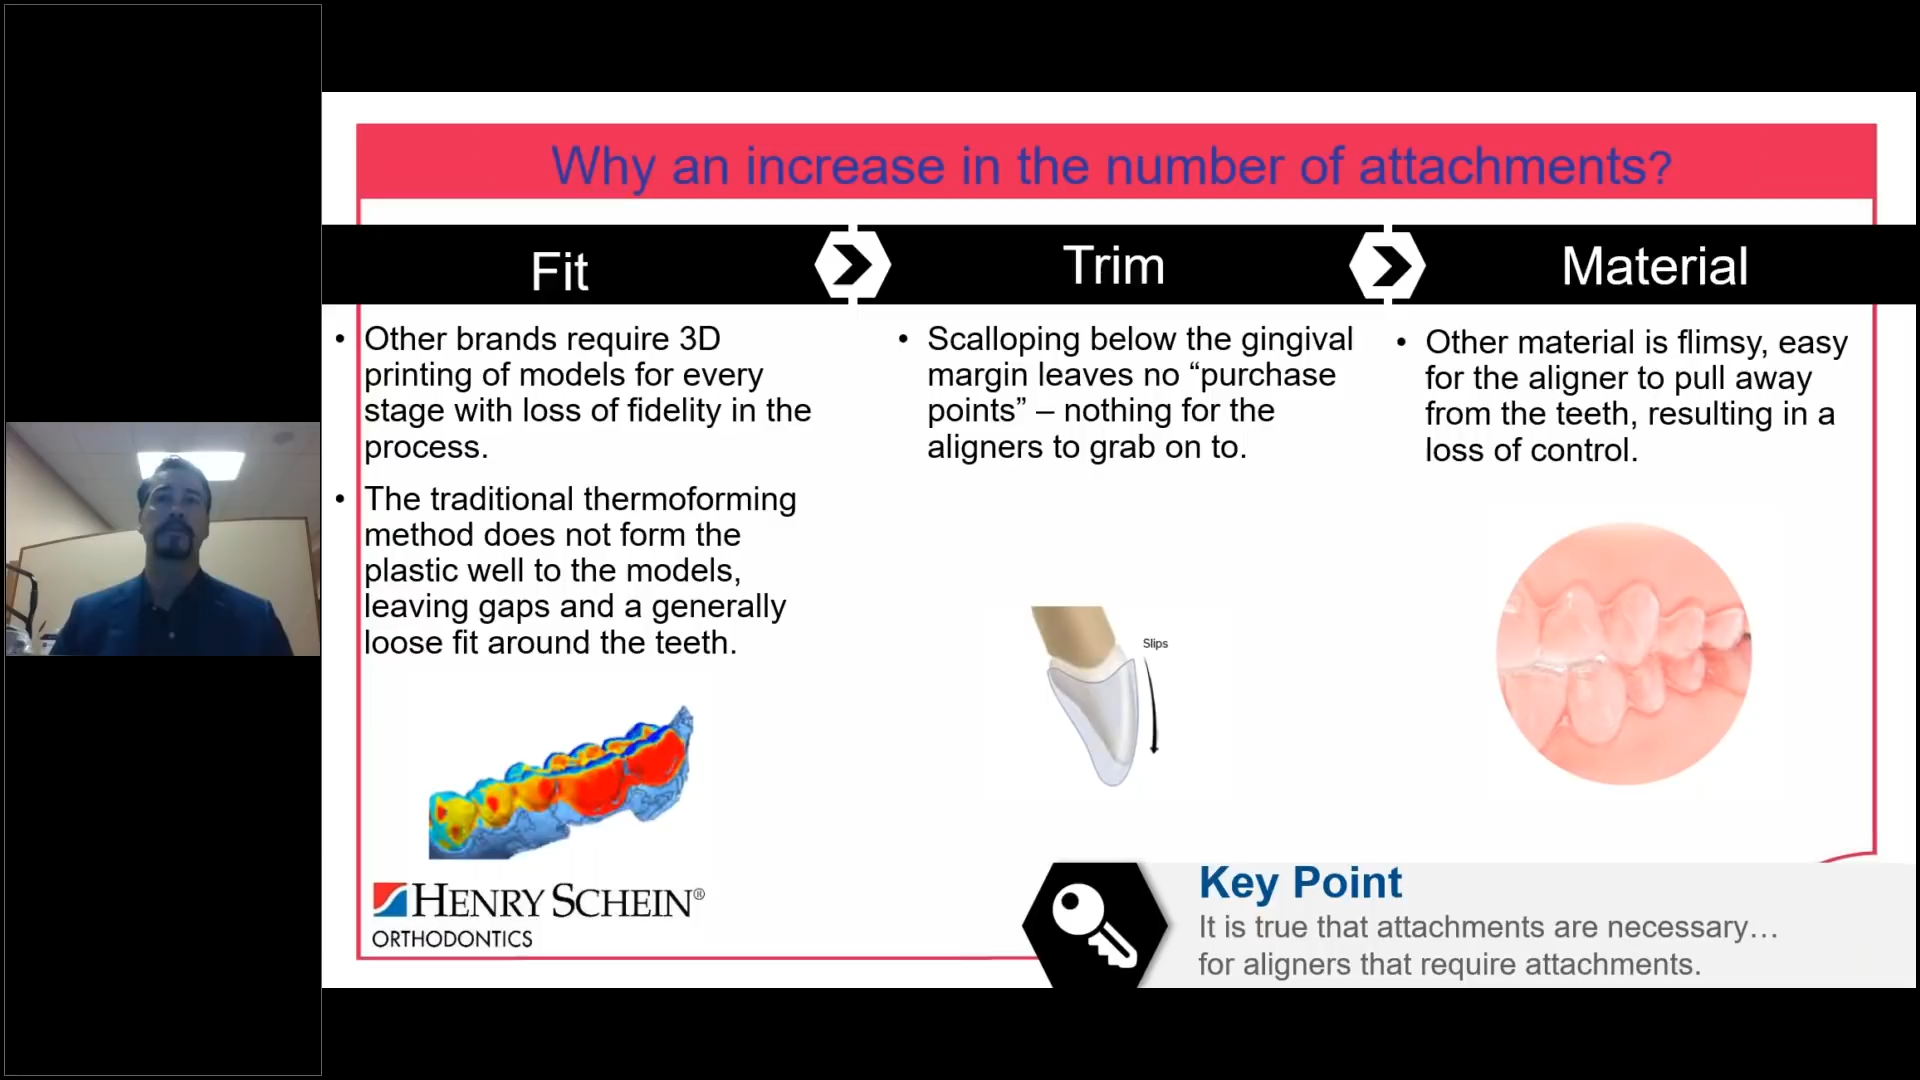 Why an increase in the number of attachments?
Fit
Trim
Material
• Other brands require 3D
printing of models for every
stage with loss of fidelity in the
process.
• The traditional thermoforming
method does not form the
plastic well to the models,
leaving gaps and a generally
loose fit around the teeth.
• Scalloping below the gingival
margin leaves no “purchase
points” – nothing for the
aligners to grab on to.
• Other material is flimsy, easy
for the aligner to pull away
from the teeth, resulting in a
loss of control.
Slips
HENRY SCHEIN®
ORTHODONTICS
Key Point
It is true that attachments are necessary…
for aligners that require attachments.